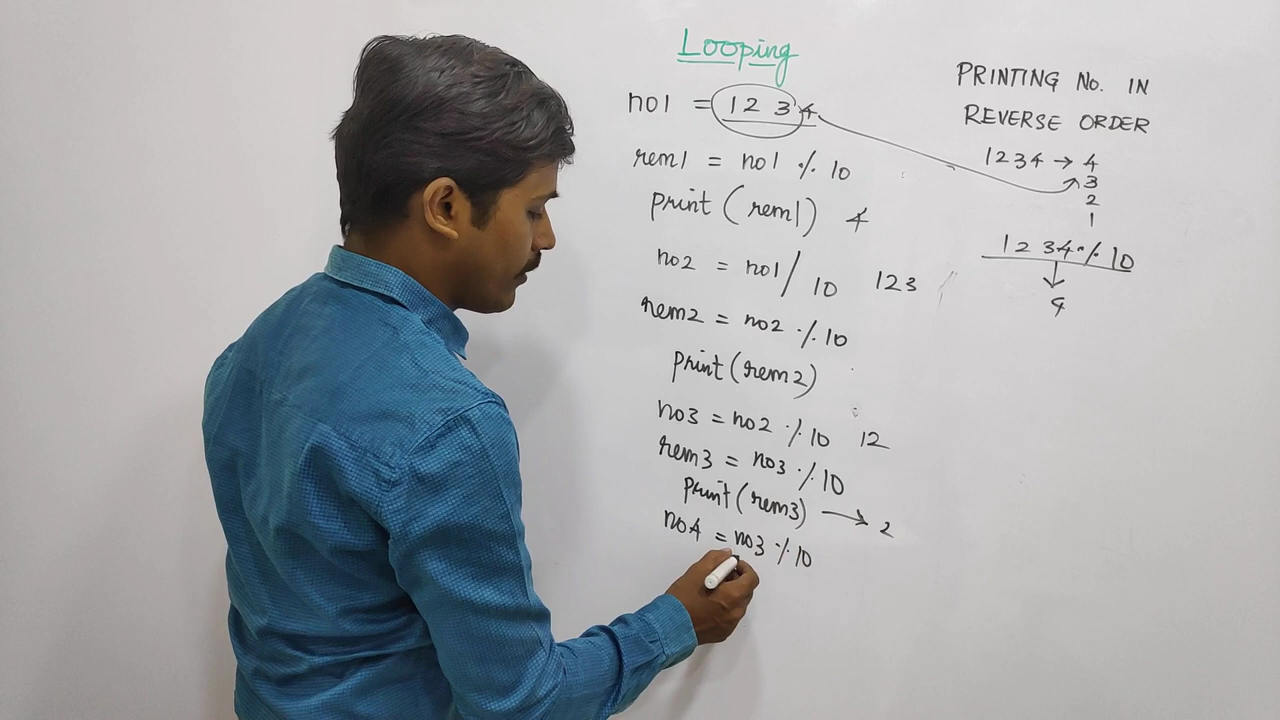 Looping
no1 = 1234
rem1 = no1 % 10
print (rem1) 4
no2 = no1 / 10 123
rem2 = no2 % 10
print (rem2)
no3 = no2 % 10 12
rem3 = no3 % 10
print (rem3) → 2
no4 = no3 % 10
PRINTING No. IN
REVERSE ORDER
1234 → 4
3
2
1
1234 % 10
↓
4